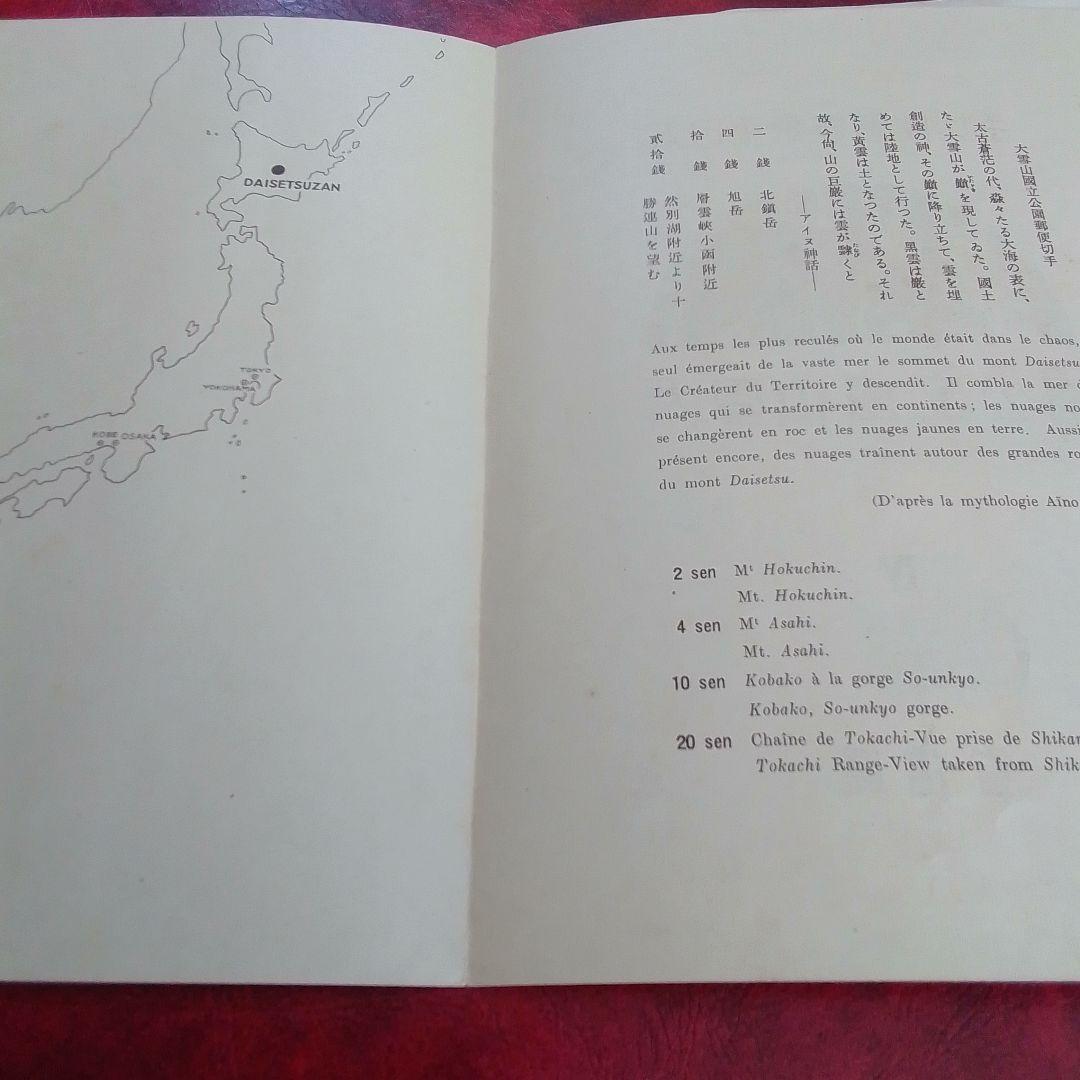 DAISETSUZAN
TOKYO
YOKOHAMA
KOBE OSAKA
大雪山國立公園郵便切手
太古蒼茫の代、淼々たる大海の表に、
たゞ大雪山が巓を現してゐた。國土
創造の神、その巓に降り立ちて、雲を埋
めては陸地として行つた。黒雲は巖と
なり、黄雲は土となつたのである。それ
故、今尙、山の巨巖には雲が靆くと
―アイヌ神話―
二錢 北鎭岳
四錢 旭岳
拾錢 層雲峽小函附近
貳拾錢 然別湖附近より十
勝連山を望む
Aux temps les plus reculés où le monde était dans le chaos,
seul émergeait de la vaste mer le sommet du mont Daisetsu
Le Créateur du Territoire y descendit. Il combla la mer
nuages qui se transformèrent en continents; les nuages
se changèrent en roc et les nuages jaunes en terre. Aussi
présent encore, des nuages traînent autour des grandes
du mont Daisetsu.
(D'après la mythologie Aïno
2 sen Mt Hokuchin.
Mt. Hokuchin.
4 sen Mt Asahi.
Mt. Asahi.
10 sen Kobako à la gorge So-unkyo.
Kobako, So-unkyo gorge.
20 sen Chaîne de Tokachi-Vue prise de
Tokachi Range-View taken from